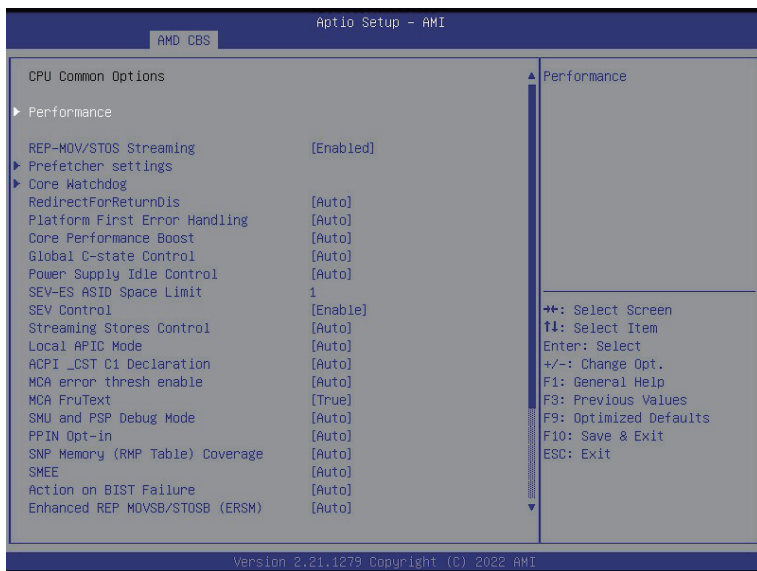 Aptio Setup - AMI
AMD CBS
CPU Common Options
Performance
REP-MOV/STOS Streaming [Enabled]
Prefetcher settings
Core Watchdog
RedirectForReturnDis [Auto]
Platform First Error Handling [Auto]
Core Performance Boost [Auto]
Global C-state Control [Auto]
Power Supply Idle Control [Auto]
SEV-ES ASID Space Limit 1
SEV Control [Enable]
Streaming Stores Control [Auto]
Local APIC Mode [Auto]
ACPI _CST C1 Declaration [Auto]
MCA error thresh enable [Auto]
MCA FruText [True]
SMU and PSP Debug Mode [Auto]
PPIN Opt-in [Auto]
SNP Memory (RMP Table) Coverage [Auto]
SMEE [Auto]
Action on BIST Failure [Auto]
Enhanced REP MOVSB/STOSB (ERSM) [Auto]
Performance
→←: Select Screen
↑↓: Select Item
Enter: Select
+/-: Change Opt.
F1: General Help
F3: Previous Values
F9: Optimized Defaults
F10: Save & Exit
ESC: Exit
Version 2.21.1279 Copyright (C) 2022 AMI